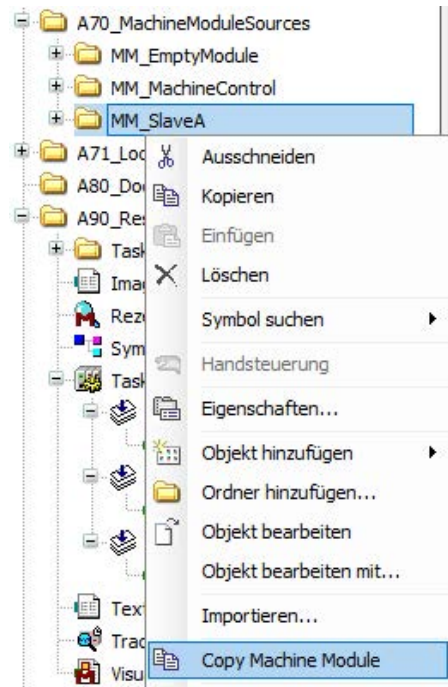 A70_MachineModuleSources
MM_EmptyModule
MM_MachineControl
MM_SlaveA
A71_Loc
Ausschneiden
A80_Do
Kopieren
A90_Re
Einfügen
Task
Löschen
Ima
Reze
Symbol suchen
Sym
Handsteuerung
Task
Eigenschaften...
Objekt hinzufügen
Ordner hinzufügen...
Objekt bearbeiten
Objekt bearbeiten mit...
Text
Importieren...
Trac
Copy Machine Module
Visu